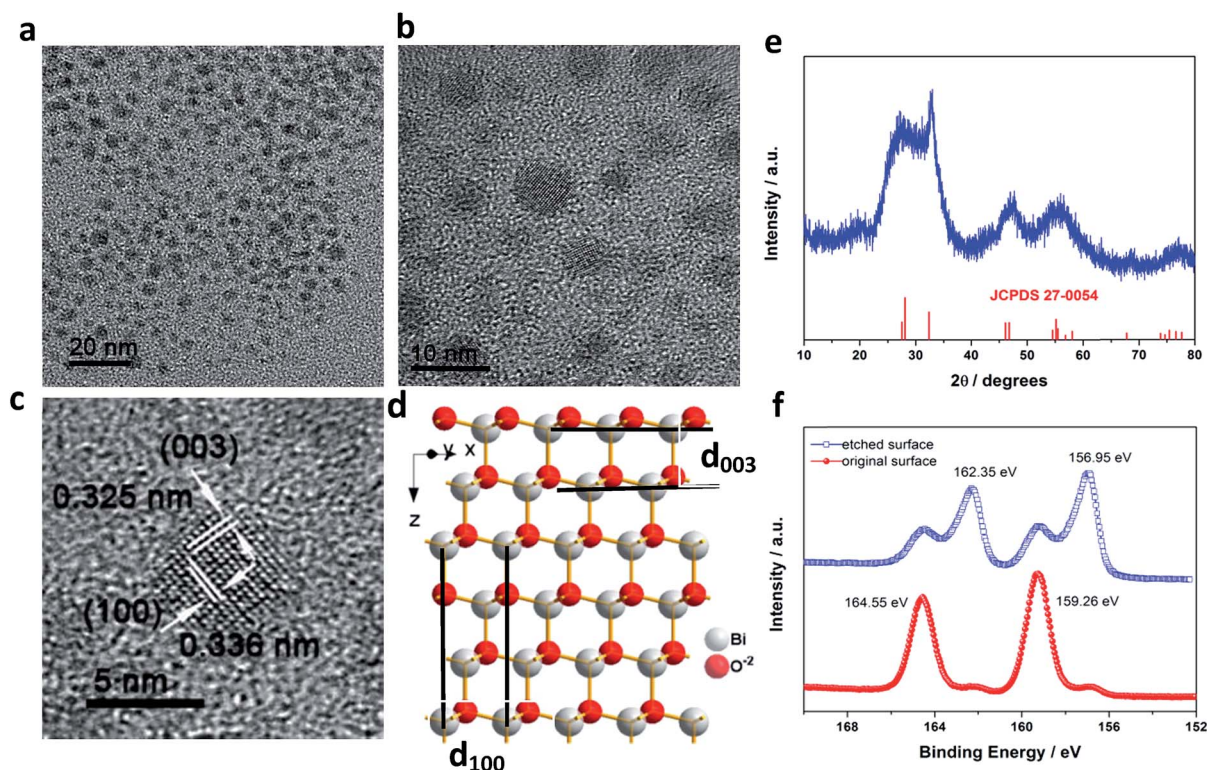 a
20 nm
b
10 nm
c
(003)
0.325 nm
(100)
0.336 nm
5 nm
d
y x
z
d003
d100
Bi
O-2
e
Intensity / a.u.
JCPDS 27-0054
10 20 30 40 50 60 70 80
2θ / degrees
f
etched surface
original surface
162.35 eV
156.95 eV
164.55 eV
159.26 eV
Intensity / a.u.
168 164 160 156 152
Binding Energy / eV